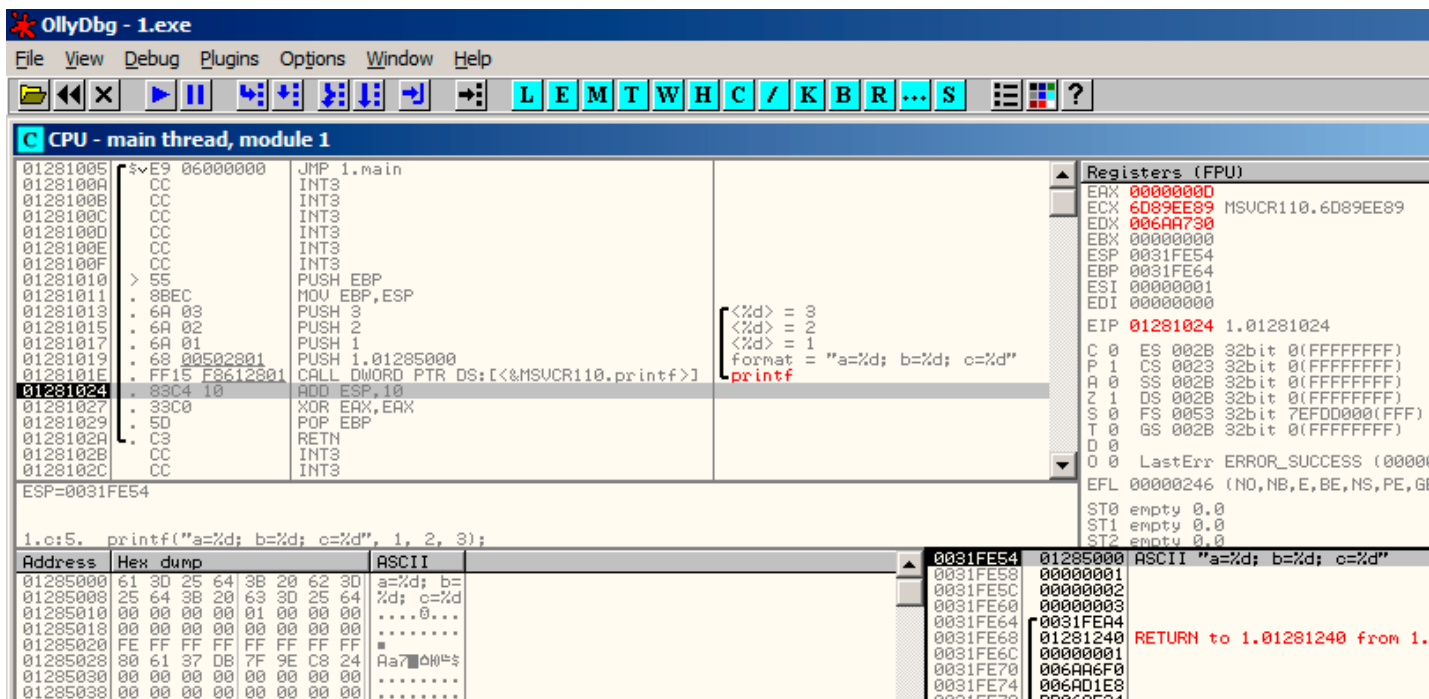 OllyDbg - 1.exe
File View Debug Plugins Options Window Help
L E M T W H C / K B R ... S ?
C CPU - main thread, module 1
01281005 $ E9 06000000 JMP 1.main
0128100A CC INT3
0128100B CC INT3
0128100C CC INT3
0128100D CC INT3
0128100E CC INT3
0128100F CC INT3
01281010 > 55 PUSH EBP
01281011 . 8BEC MOV EBP,ESP
01281013 . 6A 03 PUSH 3 <%d> = 3
01281015 . 6A 02 PUSH 2 <%d> = 2
01281017 . 6A 01 PUSH 1 <%d> = 1
01281019 . 68 00502801 PUSH 1.01285000 format = "a=%d; b=%d; c=%d"
0128101E . FF15 F8612801 CALL DWORD PTR DS:[<&MSVCR110.printf>] printf
01281024 . 83C4 10 ADD ESP,10
01281027 . 33C0 XOR EAX,EAX
01281029 . 5D POP EBP
0128102A . C3 RETN
0128102B CC INT3
0128102C CC INT3
ESP=0031FE54
1.c:5. printf("a=%d; b=%d; c=%d", 1, 2, 3);
Registers (FPU)
EAX 0000000D
ECX 6D89EE89 MSVCR110.6D89EE89
EDX 006AA730
EBX 00000000
ESP 0031FE54
EBP 0031FE64
ESI 00000001
EDI 00000000
EIP 01281024 1.01281024
C 0 ES 002B 32bit 0(FFFFFFFF)
P 1 CS 0023 32bit 0(FFFFFFFF)
A 0 SS 002B 32bit 0(FFFFFFFF)
Z 1 DS 002B 32bit 0(FFFFFFFF)
S 0 FS 0053 32bit 7EFDD000(FFF)
T 0 GS 002B 32bit 0(FFFFFFFF)
D 0
O 0 LastErr ERROR_SUCCESS (0000
EFL 00000246 (NO,NB,E,BE,NS,PE,GE
ST0 empty 0.0
ST1 empty 0.0
ST2 empty 0.0
Address Hex dump ASCII
01285000 61 3D 25 64 3B 20 62 3D a=%d; b=
01285008 25 64 3B 20 63 3D 25 64 %d; c=%d
01285010 00 00 00 00 01 00 00 00 ....☺...
01285018 00 00 00 00 00 00 00 00 ........
01285020 FE FF FF FF FF FF FF FF ■
01285028 80 61 37 DB 7F 9E C8 24
01285030 00 00 00 00 00 00 00 00 ........
01285038 00 00 00 00 00 00 00 00 ........
0031FE54 01285000 ASCII "a=%d; b=%d; c=%d"
0031FE58 00000001
0031FE5C 00000002
0031FE60 00000003
0031FE64 0031FEA4
0031FE68 01281240 RETURN to 1.01281240 from 1.
0031FE6C 00000001
0031FE70 006AA6F0
0031FE74 006AD1E8